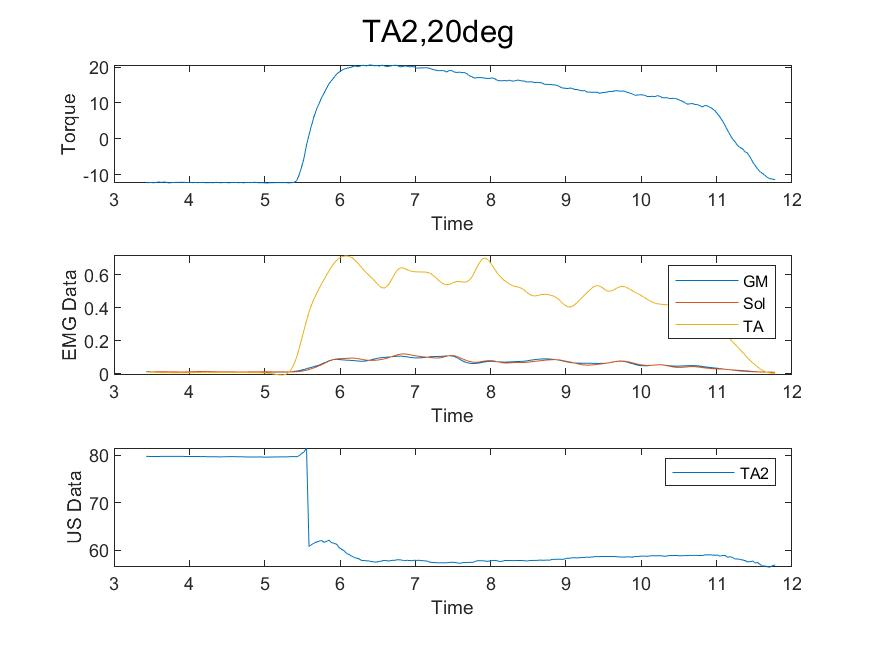 TA2,20deg
20
10
0
-10
Torque
3 4 5 6 7 8 9 10 11 12
Time
0.6
0.4
0.2
0
EMG Data
GM
Sol
TA
3 4 5 6 7 8 9 10 11 12
Time
80
70
60
US Data
TA2
3 4 5 6 7 8 9 10 11 12
Time